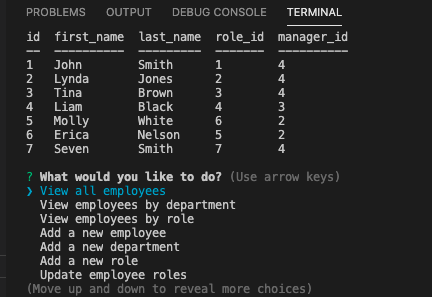 PROBLEMS OUTPUT DEBUG CONSOLE TERMINAL
id first_name last_name role_id manager_id
1 John Smith 1 4
2 Lynda Jones 2 4
3 Tina Brown 3 4
4 Liam Black 4 3
5 Molly White 6 2
6 Erica Nelson 5 2
7 Seven Smith 7 4
? What would you like to do? (Use arrow keys)
❯ View all employees
View employees by department
View employees by role
Add a new employee
Add a new department
Add a new role
Update employee roles
(Move up and down to reveal more choices)